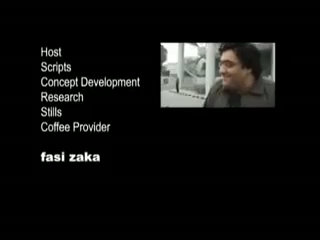 Host
Scripts
Concept Development
Research
Stills
Coffee Provider
fasi zaka